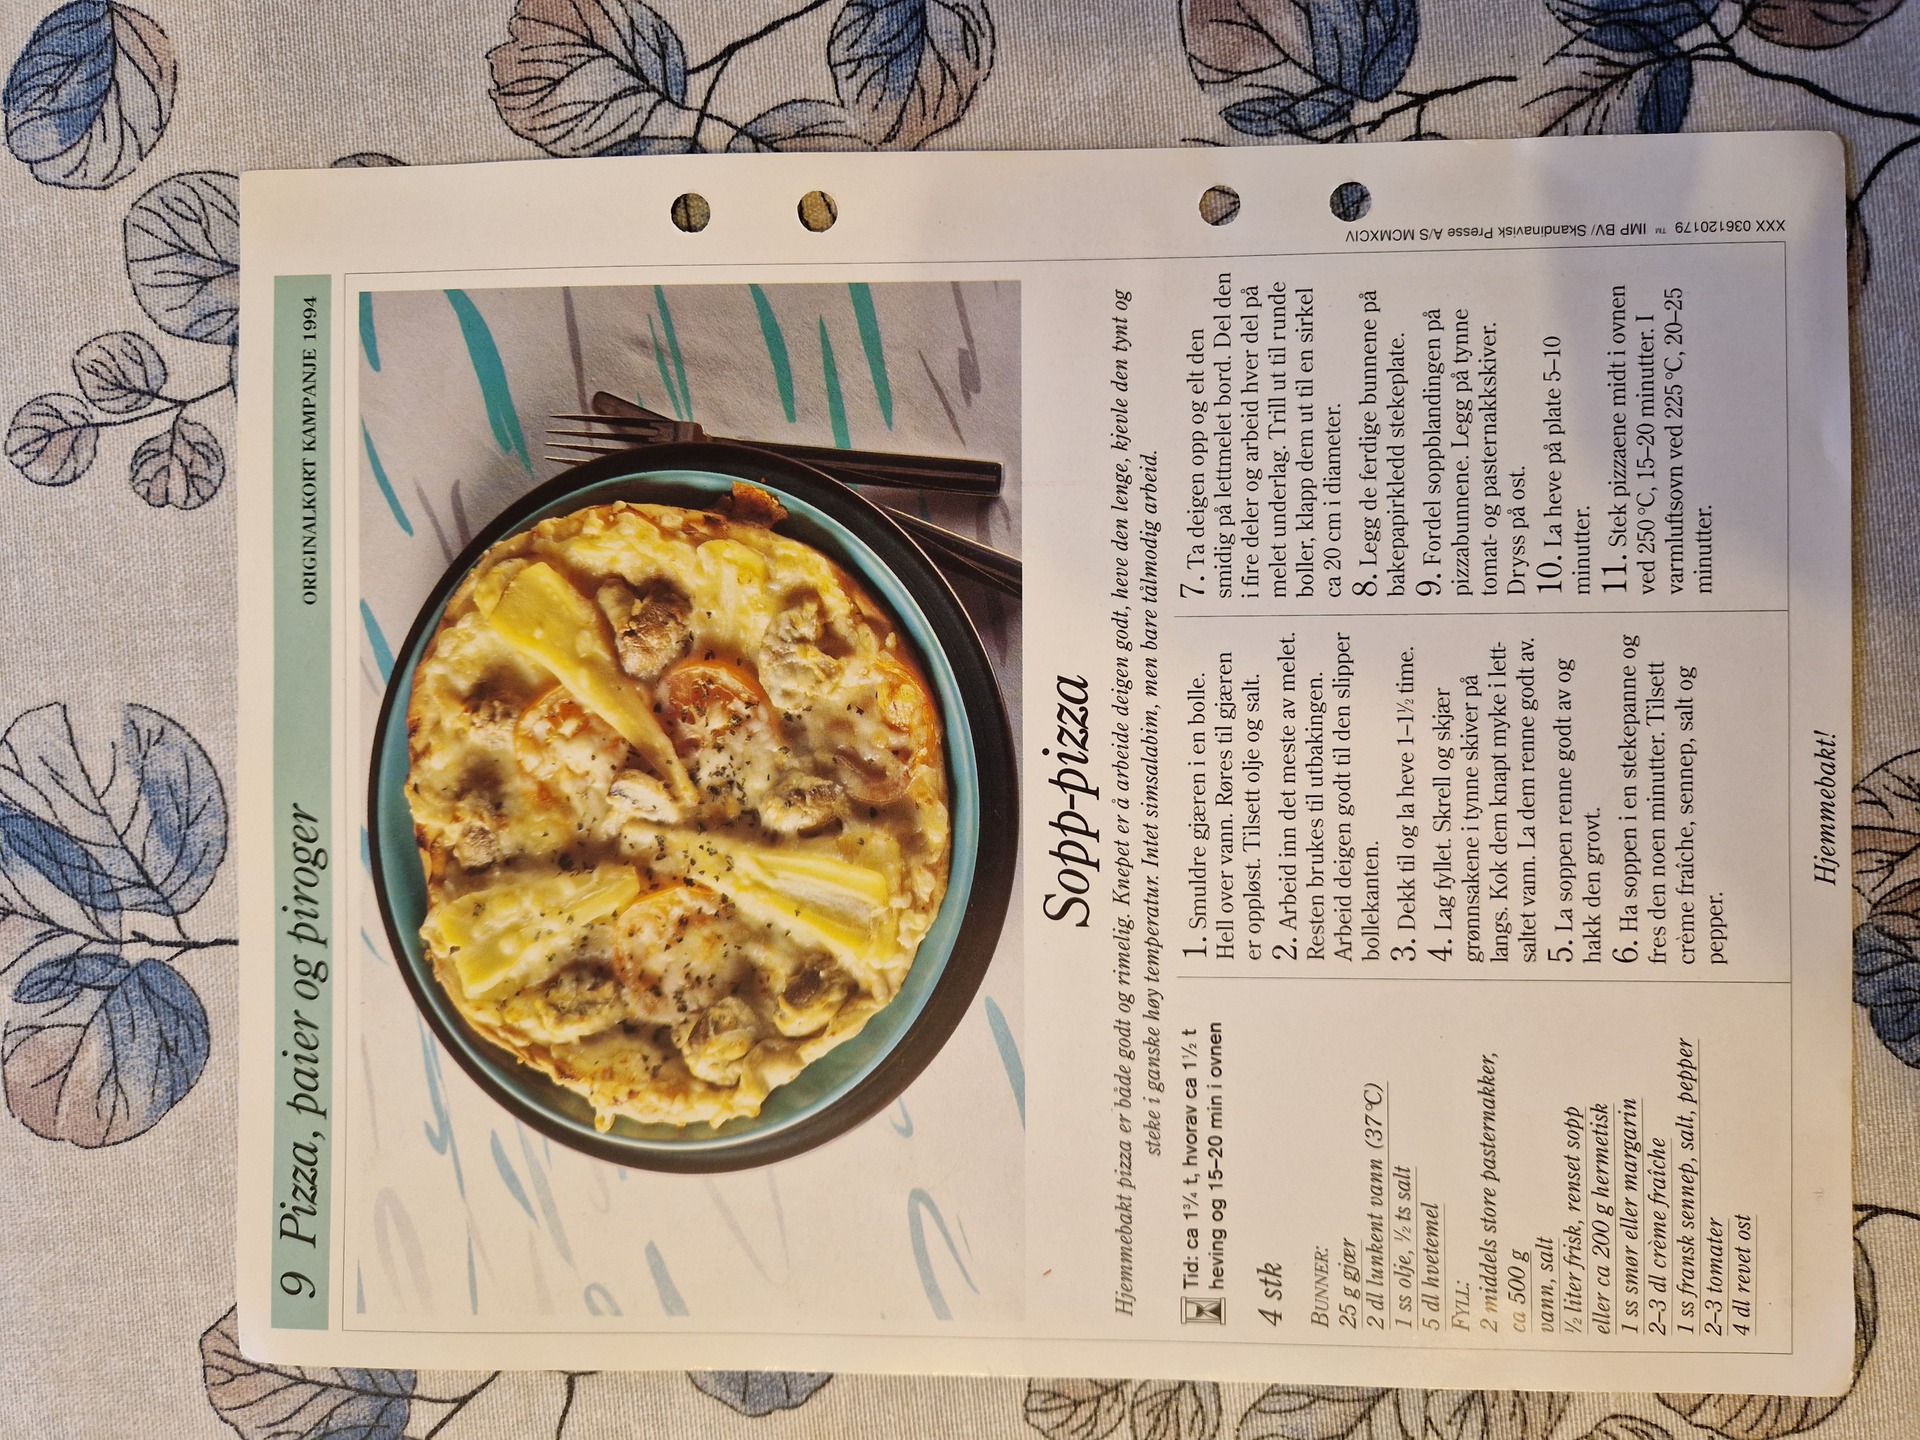 9 Pizza, paier og piroger
ORIGINALKORT KAMPANJE 1994
Sopp-pizza
Hjemmebakt pizza er både godt og rimelig. Knepet er å arbeide deigen godt, heve den lenge, kjevle den tynt og
steke i ganske høy temperatur. Intet simsalabim, men bare tålmodig arbeid.
Tid: ca 1¾ t, hvorav ca 1½ t
heving og 15–20 min i ovnen
4 stk
BUNNER:
25 g gjær
2 dl lunkent vann (37 °C)
1 ss olje, ½ ts salt
5 dl hvetemel
FYLL:
2 middels store pasternakker,
ca 500 g
vann, salt
½ liter frisk, renset sopp
eller ca 200 g hermetisk
1 ss smør eller margarin
2–3 dl crème fraîche
1 ss fransk sennep, salt, pepper
2–3 tomater
4 dl revet ost
1. Smuldre gjæren i en bolle.
Hell over vann. Røres til gjæren
er oppløst. Tilsett olje og salt.
2. Arbeid inn det meste av melet.
Resten brukes til utbakingen.
Arbeid deigen godt til den slipper
bollekanten.
3. Dekk til og la heve 1–1½ time.
4. Lag fyllet. Skrell og skjær
grønnsakene i tynne skiver på
langs. Kok dem knapt myke i lett-
saltet vann. La dem renne godt av.
5. La soppen renne godt av og
hakk den grovt.
6. Ha soppen i en stekepanne og
fres den noen minutter. Tilsett
crème fraîche, sennep, salt og
pepper.
7. Ta deigen opp og elt den
smidig på lettmelet bord. Del den
i fire deler og arbeid hver del på
melet underlag. Trill ut til runde
boller, klapp dem ut til en sirkel
ca 20 cm i diameter.
8. Legg de ferdige bunnene på
bakepapirkledd stekeplate.
9. Fordel soppblandingen på
pizzabunnene. Legg på tynne
tomat- og pasternakkskiver.
Dryss på ost.
10. La heve på plate 5–10
minutter.
11. Stek pizzaene midt i ovnen
ved 250 °C, 15–20 minutter. I
varmluftsovn ved 225 °C, 20–25
minutter.
XXX 036120179 ™ IMP BV/ Skandinavisk Presse A/S MCMXCIV
Hjemmebakt!